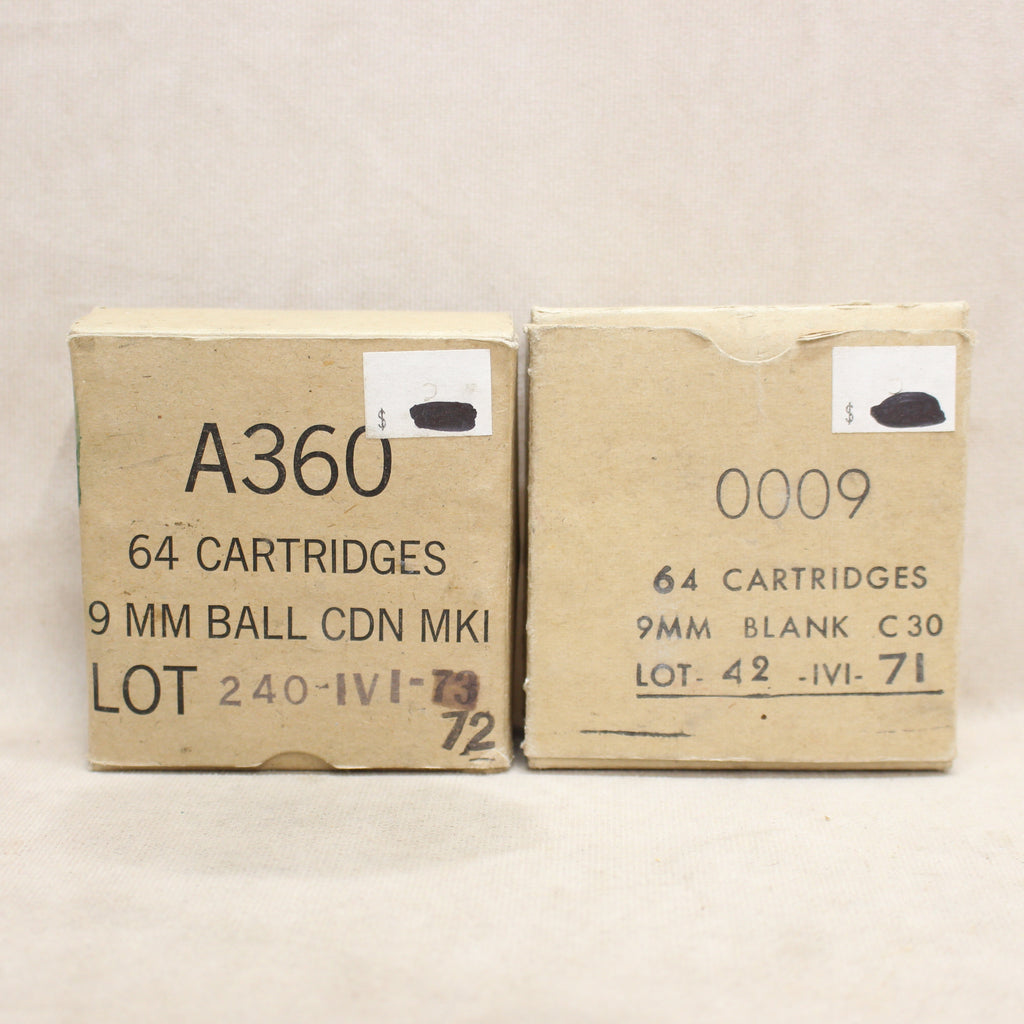 $
A360
64 CARTRIDGES
9 MM BALL CDN MKI
LOT 240-IVI-73
72
$
0009
64 CARTRIDGES
9MM BLANK C30
LOT- 42 -IVI- 71